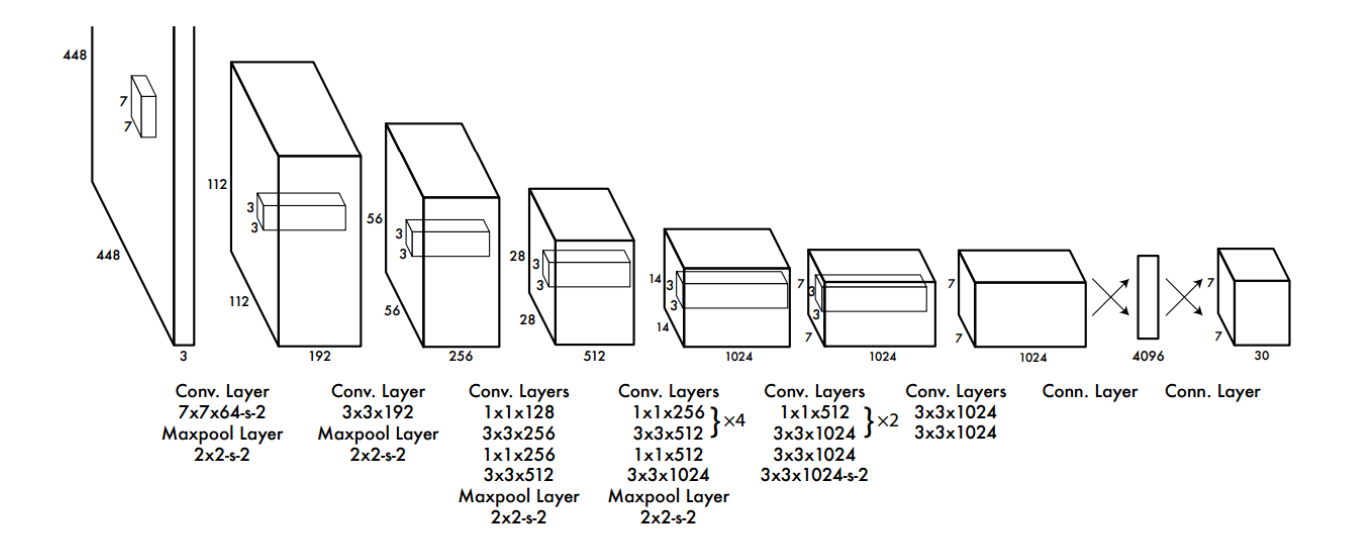 448
7
7
448
3
112
3
3
112
192
56
3
3
56
256
28
3
3
28
512
14
3
3
14
1024
7
3
3
7
1024
7
7
1024
4096
7
7
30
Conv. Layer
7x7x64-s-2
Maxpool Layer
2x2-s-2
Conv. Layer
3x3x192
Maxpool Layer
2x2-s-2
Conv. Layers
1x1x128
3x3x256
1x1x256
3x3x512
Maxpool Layer
2x2-s-2
Conv. Layers
1x1x256
3x3x512
} ×4
1x1x512
3x3x1024
Maxpool Layer
2x2-s-2
Conv. Layers
1x1x512
3x3x1024
} ×2
3x3x1024
3x3x1024-s-2
Conv. Layers
3x3x1024
3x3x1024
Conn. Layer
Conn. Layer